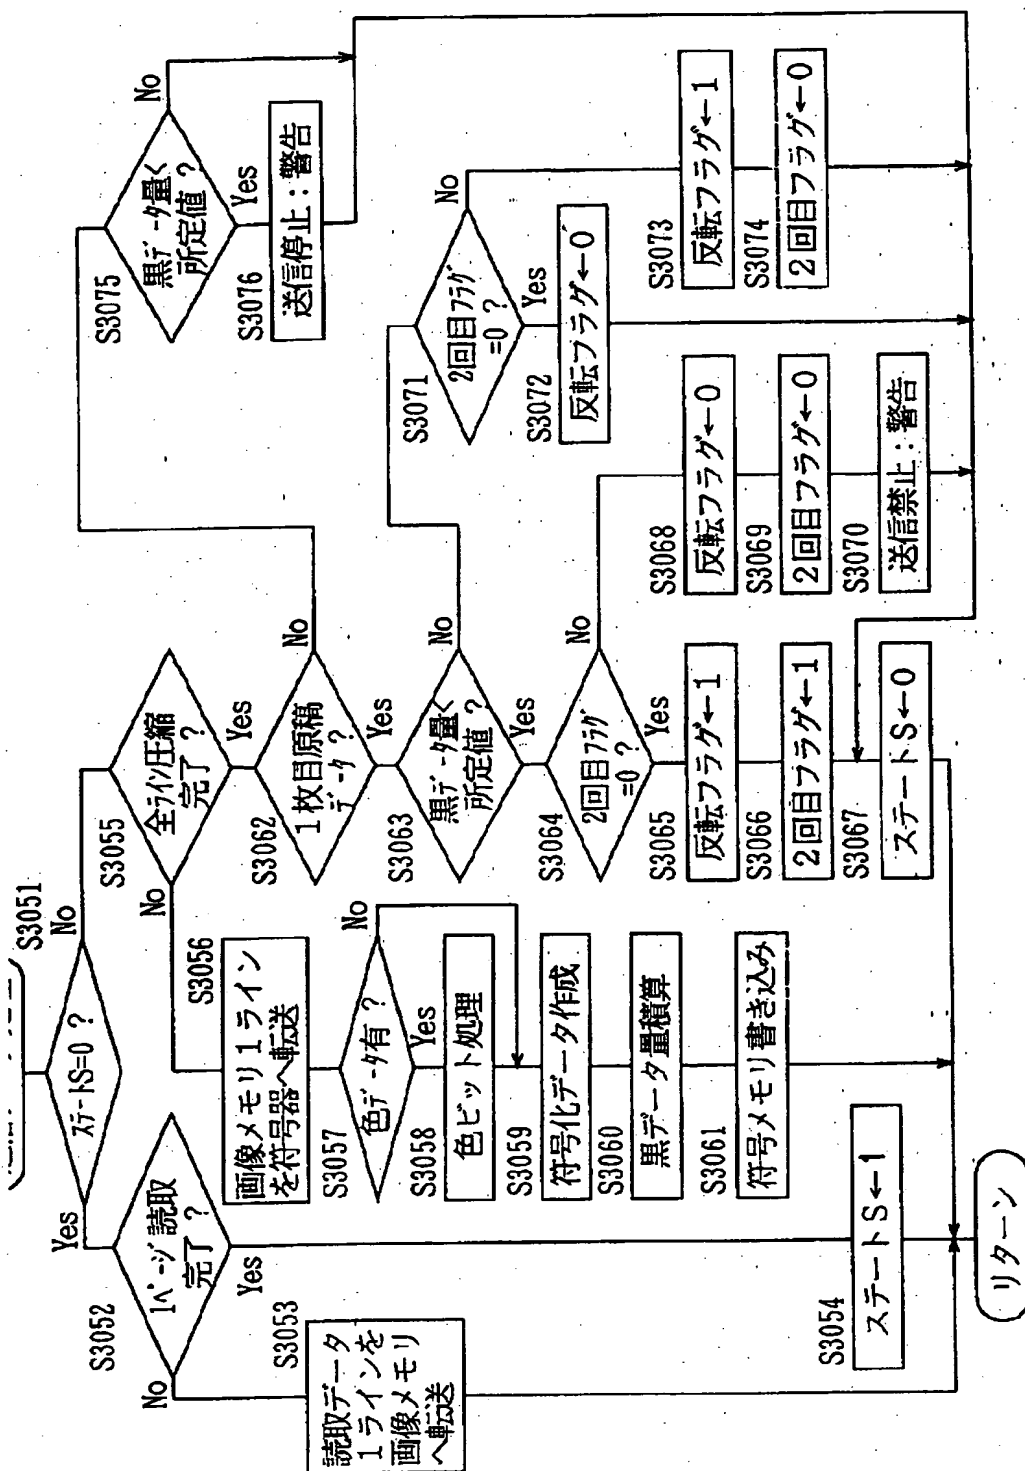 S3051
ステートS=0 ?
Yes
No
S3052
1ページ読取
完了 ?
No
Yes
S3053
読取データ
1ラインを
画像メモリ
へ転送
S3054
ステートS←1
リターン
S3055
全ライン圧縮
完了 ?
No
Yes
S3056
画像メモリ1ライン
を符号器へ転送
S3057
色データ有 ?
No
Yes
S3058
色ビット処理
S3059
符号化データ作成
S3060
黒データ量積算
S3061
符号メモリ書き込み
S3062
1枚目原稿
データ ?
No
Yes
S3063
黒データ量<
所定値 ?
No
Yes
S3064
2回目フラグ
=0 ?
No
Yes
S3065
反転フラグ←1
S3066
2回目フラグ←1
S3067
ステートS←0
S3068
反転フラグ←0
S3069
2回目フラグ←0
S3070
送信禁止:警告
S3071
2回目フラグ
=0 ?
No
Yes
S3072
反転フラグ←0
S3073
反転フラグ←1
S3074
2回目フラグ←0
S3075
黒データ量<
所定値 ?
No
Yes
S3076
送信停止:警告